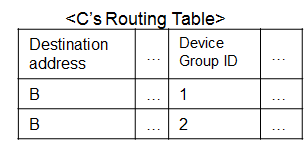 <C's Routing Table>
Destination address ... Device Group ID ...
B ... 1 ...
B ... 2 ...